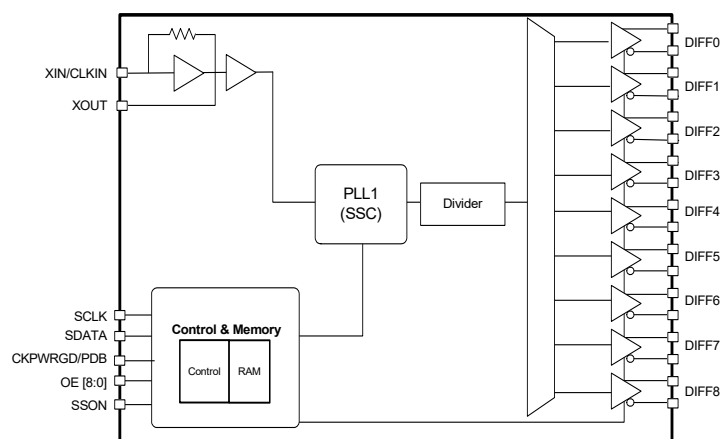 XIN/CLKIN
XOUT
PLL1
(SSC)
Divider
SCLK
SDATA
CKPWRGD/PDB
OE [8:0]
SSON
Control & Memory
Control
RAM
DIFF0
DIFF1
DIFF2
DIFF3
DIFF4
DIFF5
DIFF6
DIFF7
DIFF8